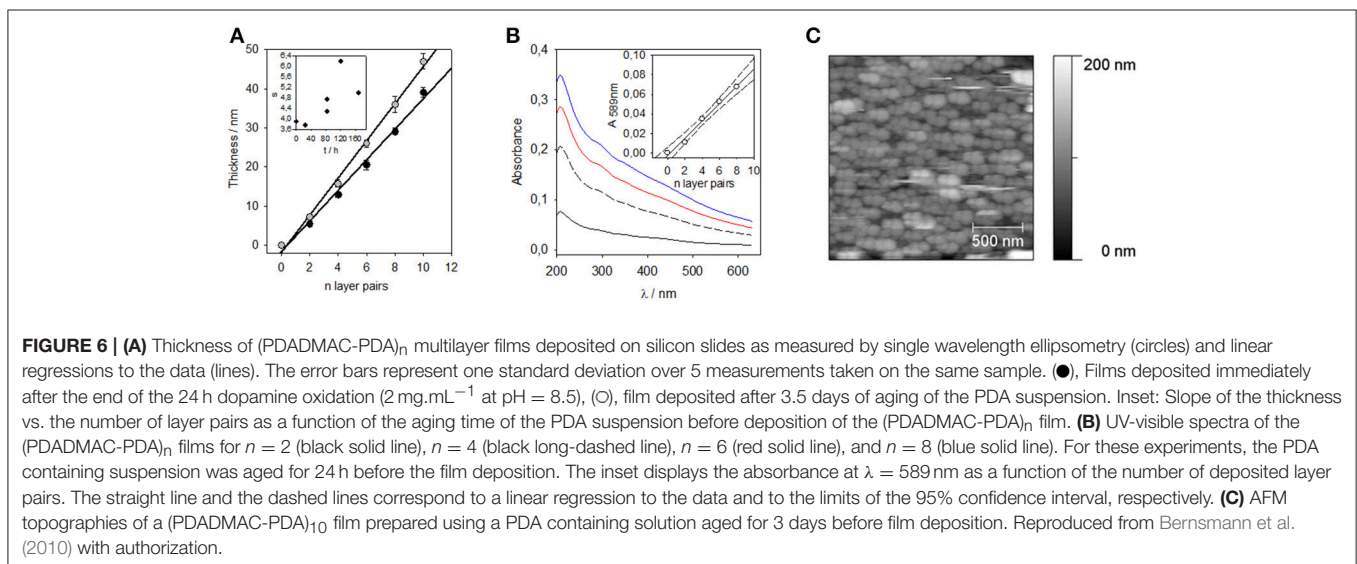 A
50
40
30
20
10
0
Thickness / nm
0 2 4 6 8 10 12
n layer pairs
6,4
6,0
5,6
5,2
4,8
4,4
4,0
3,6
s
0 40 80 120 160
t / h
B
0,4
0,3
0,2
0,1
0,0
Absorbance
200 300 400 500 600
λ / nm
0,10
0,08
0,06
0,04
0,02
0,00
A 589nm
0 2 4 6 8 10
n layer pairs
C
200 nm
500 nm
0 nm
FIGURE 6 | (A) Thickness of (PDADMAC-PDA)n multilayer films deposited on silicon slides as measured by single wavelength ellipsometry (circles) and linear
regressions to the data (lines). The error bars represent one standard deviation over 5 measurements taken on the same sample. (●), Films deposited immediately
after the end of the 24 h dopamine oxidation (2 mg.mL−1 at pH = 8.5), (O), film deposited after 3.5 days of aging of the PDA suspension. Inset: Slope of the thickness
vs. the number of layer pairs as a function of the aging time of the PDA suspension before deposition of the (PDADMAC-PDA)n film. (B) UV-visible spectra of the
(PDADMAC-PDA)n films for n = 2 (black solid line), n = 4 (black long-dashed line), n = 6 (red solid line), and n = 8 (blue solid line). For these experiments, the PDA
containing suspension was aged for 24 h before the film deposition. The inset displays the absorbance at λ = 589 nm as a function of the number of deposited layer
pairs. The straight line and the dashed lines correspond to a linear regression to the data and to the limits of the 95% confidence interval, respectively. (C) AFM
topographies of a (PDADMAC-PDA)10 film prepared using a PDA containing solution aged for 3 days before film deposition. Reproduced from Bernsmann et al.
(2010) with authorization.